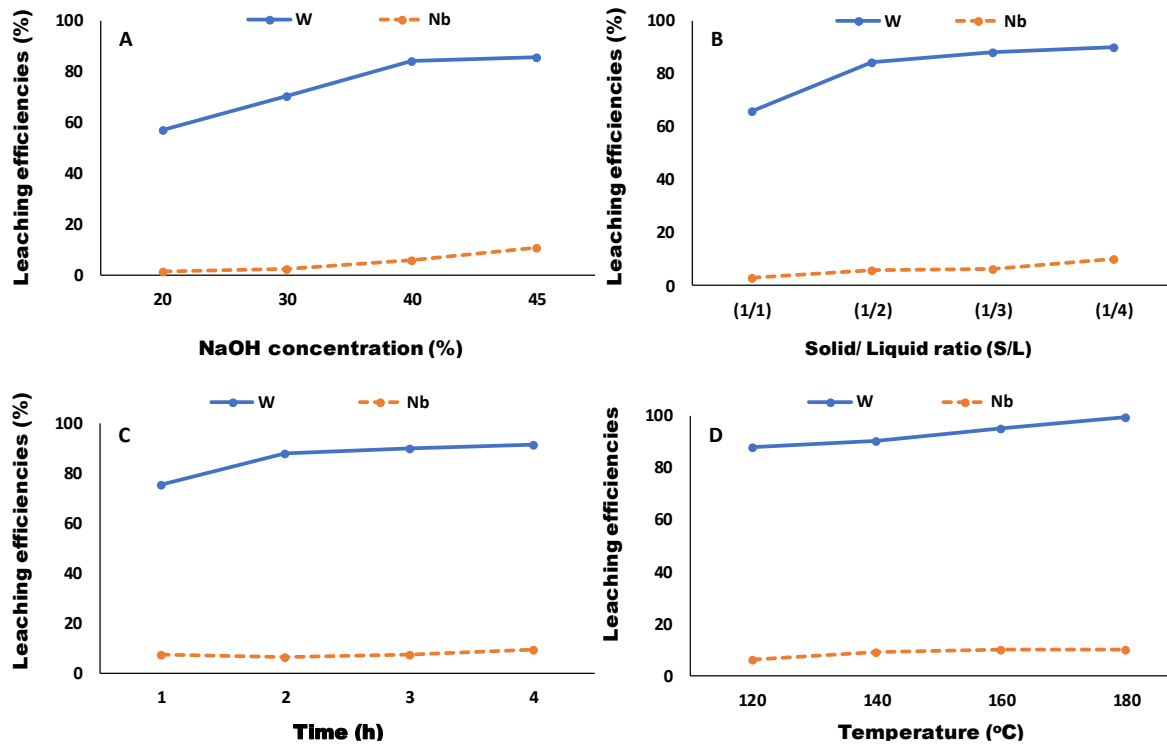 W Nb
A
Leaching efficiencies (%)
100
80
60
40
20
0
20 30 40 45
NaOH concentration (%)
W Nb
B
Leaching efficiencies (%)
100
80
60
40
20
0
(1/1) (1/2) (1/3) (1/4)
Solid/ Liquid ratio (S/L)
W Nb
C
Leaching efficiencies (%)
100
80
60
40
20
0
1 2 3 4
Time (h)
W Nb
D
Leaching efficiencies
100
80
60
40
20
0
120 140 160 180
Temperature (ᵒC)